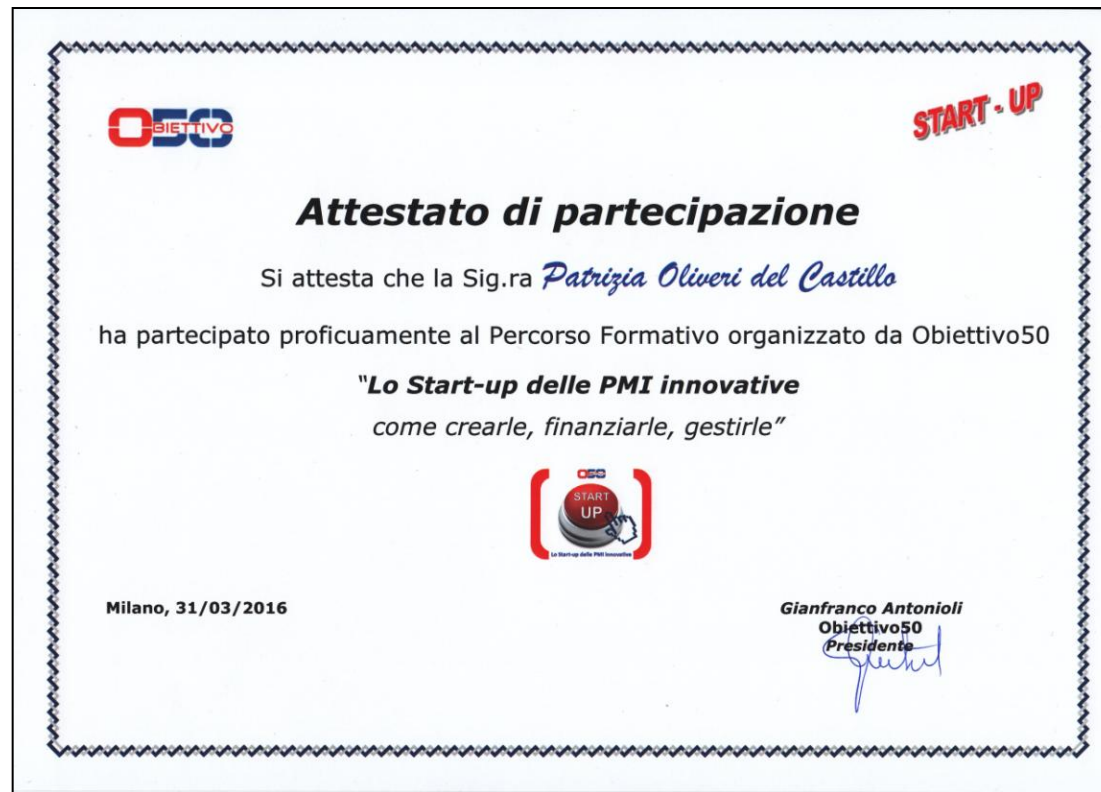 OBIETTIVO 50
START - UP
Attestato di partecipazione
Si attesta che la Sig.ra Patrizia Oliveri del Castillo
ha partecipato proficuamente al Percorso Formativo organizzato da Obiettivo50
"Lo Start-up delle PMI innovative
come crearle, finanziarle, gestirle"
O50
START
UP
Lo Start-up delle PMI innovative
Milano, 31/03/2016
Gianfranco Antonioli
Obiettivo50
Presidente